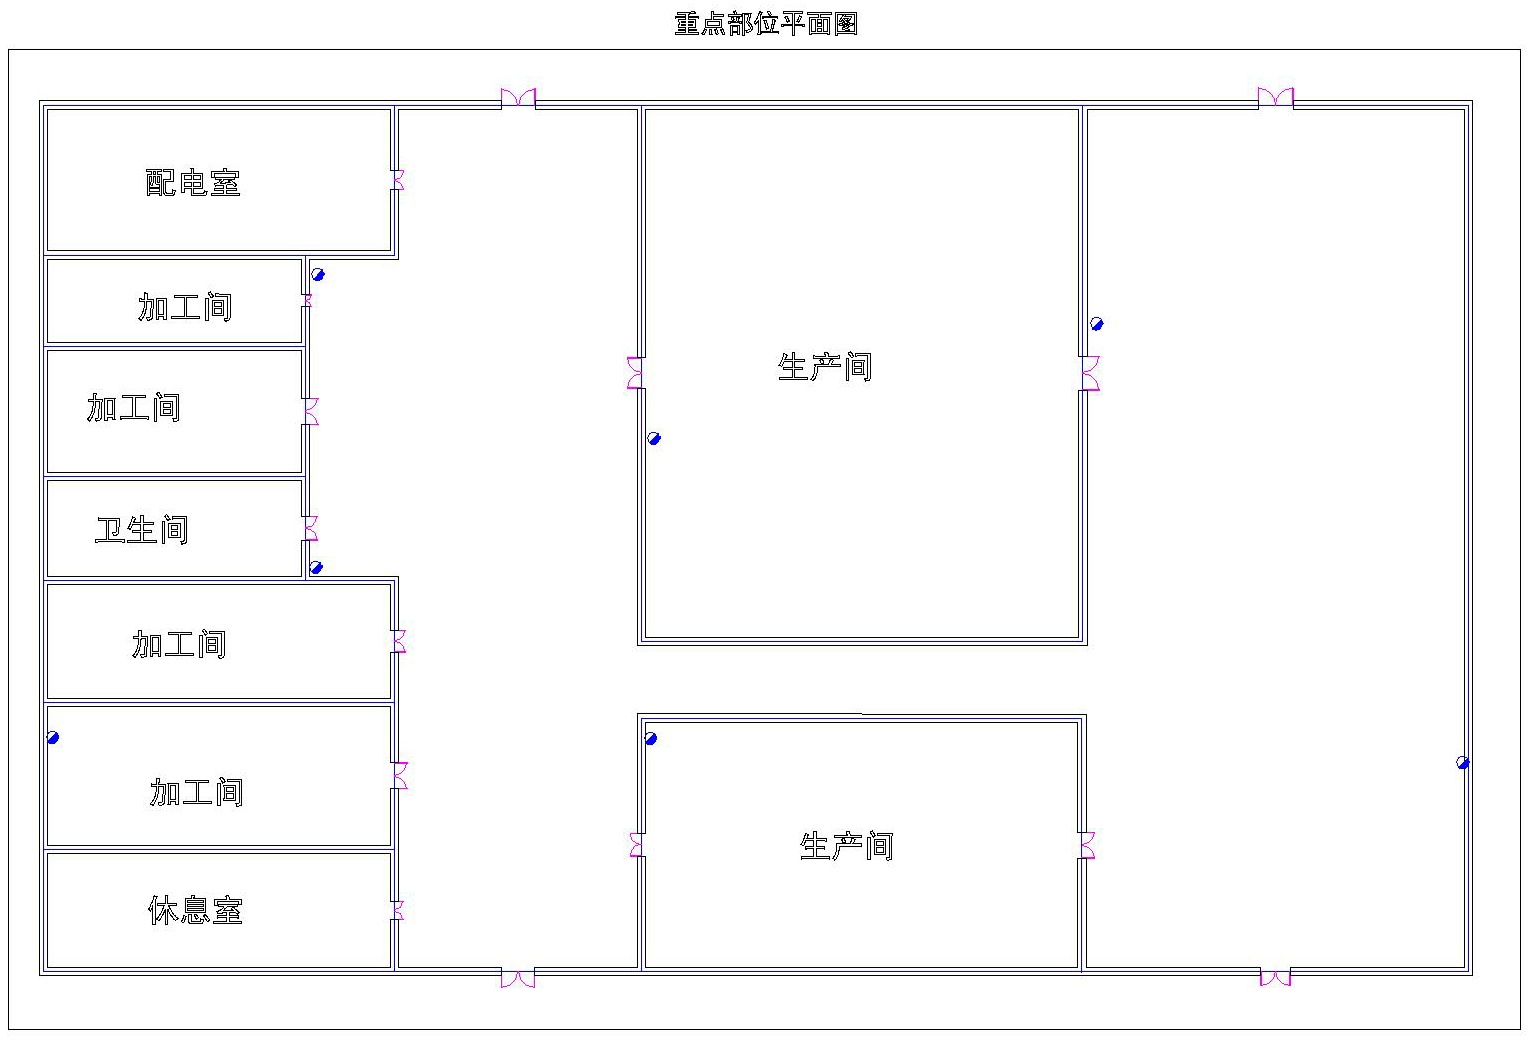 重点部位平面图
配电室
加工间
生产间
加工间
卫生间
加工间
加工间
生产间
休息室